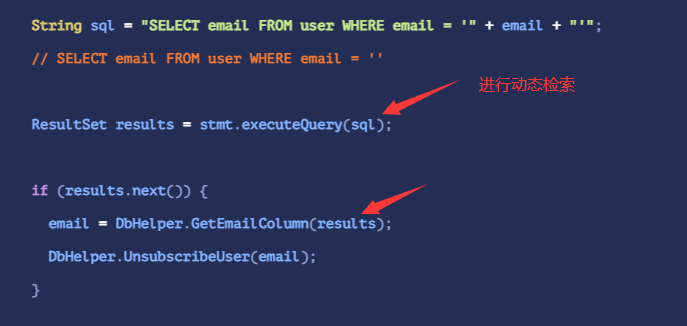 String sql = "SELECT email FROM user WHERE email = '" + email + "'";
// SELECT email FROM user WHERE email = ''
进行动态检索
ResultSet results = stmt.executeQuery(sql);
if (results.next()) {
email = DbHelper.GetEmailColumn(results);
DbHelper.UnsubscribeUser(email);
}